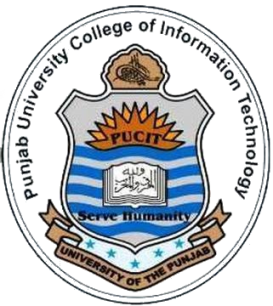 Punjab University College of Information Technology
PUCIT
Serve Humanity
UNIVERSITY OF THE PUNJAB